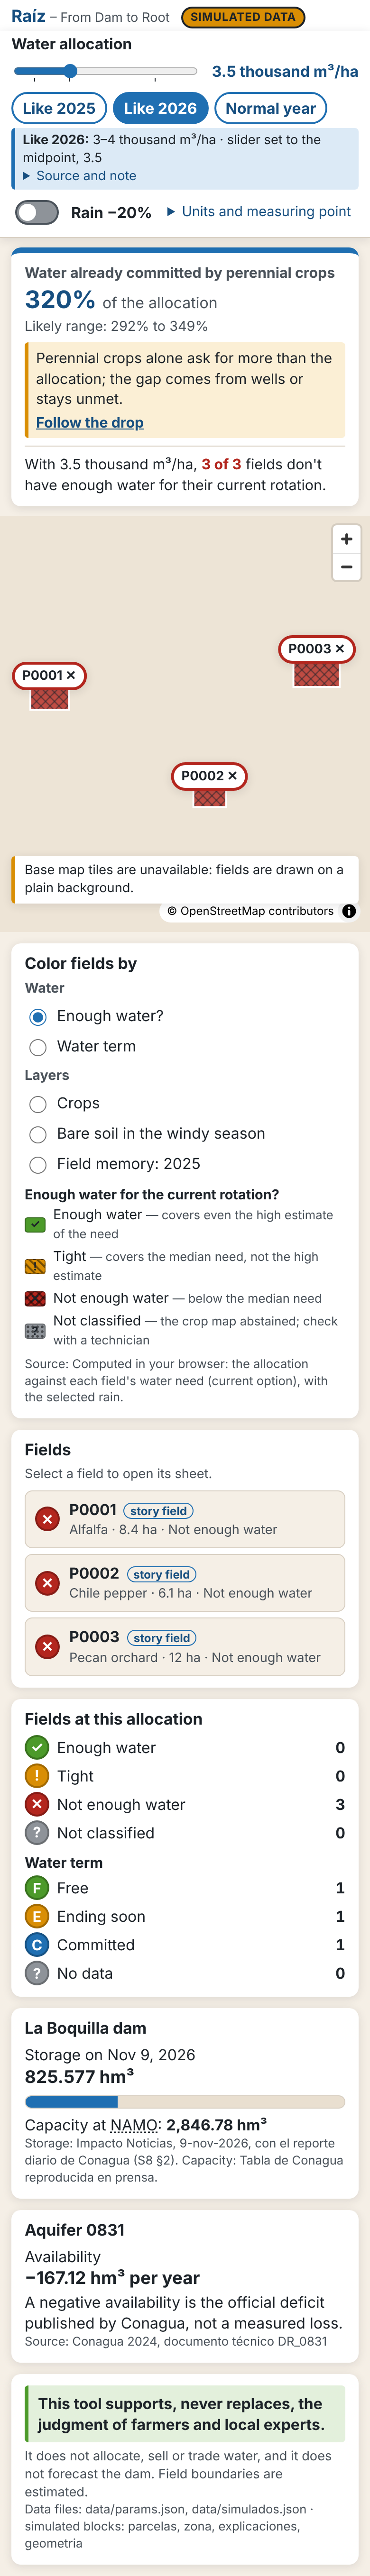 Raíz – From Dam to Root SIMULATED DATA
Water allocation
3.5 thousand m³/ha
Like 2025 Like 2026 Normal year
Like 2026: 3–4 thousand m³/ha · slider set to the
midpoint, 3.5
▶ Source and note
Rain −20% ▶ Units and measuring point
Water already committed by perennial crops
320% of the allocation
Likely range: 292% to 349%
Perennial crops alone ask for more than the
allocation; the gap comes from wells or
stays unmet.
Follow the drop
With 3.5 thousand m³/ha, 3 of 3 fields don't
have enough water for their current rotation.
+
−
P0003 ✕
P0001 ✕
P0002 ✕
Base map tiles are unavailable: fields are drawn on a
plain background.
© OpenStreetMap contributors
Color fields by
Water
Enough water?
Water term
Layers
Crops
Bare soil in the windy season
Field memory: 2025
Enough water for the current rotation?
Enough water — covers even the high estimate
of the need
Tight — covers the median need, not the high
estimate
Not enough water — below the median need
Not classified — the crop map abstained; check
with a technician
Source: Computed in your browser: the allocation
against each field's water need (current option), with
the selected rain.
Fields
Select a field to open its sheet.
✕ P0001 story field
Alfalfa · 8.4 ha · Not enough water
✕ P0002 story field
Chile pepper · 6.1 ha · Not enough water
✕ P0003 story field
Pecan orchard · 12 ha · Not enough water
Fields at this allocation
✓ Enough water 0
! Tight 0
✕ Not enough water 3
? Not classified 0
Water term
F Free 1
E Ending soon 1
C Committed 1
? No data 0
La Boquilla dam
Storage on Nov 9, 2026
825.577 hm³
Capacity at NAMO: 2,846.78 hm³
Storage: Impacto Noticias, 9-nov-2026, con el reporte
diario de Conagua (S8 §2). Capacity: Tabla de Conagua
reproducida en prensa.
Aquifer 0831
Availability
−167.12 hm³ per year
A negative availability is the official deficit
published by Conagua, not a measured loss.
Source: Conagua 2024, documento técnico DR_0831
This tool supports, never replaces, the
judgment of farmers and local experts.
It does not allocate, sell or trade water, and it does
not forecast the dam. Field boundaries are
estimated.
Data files: data/params.json, data/simulados.json ·
simulated blocks: parcelas, zona, explicaciones,
geometria